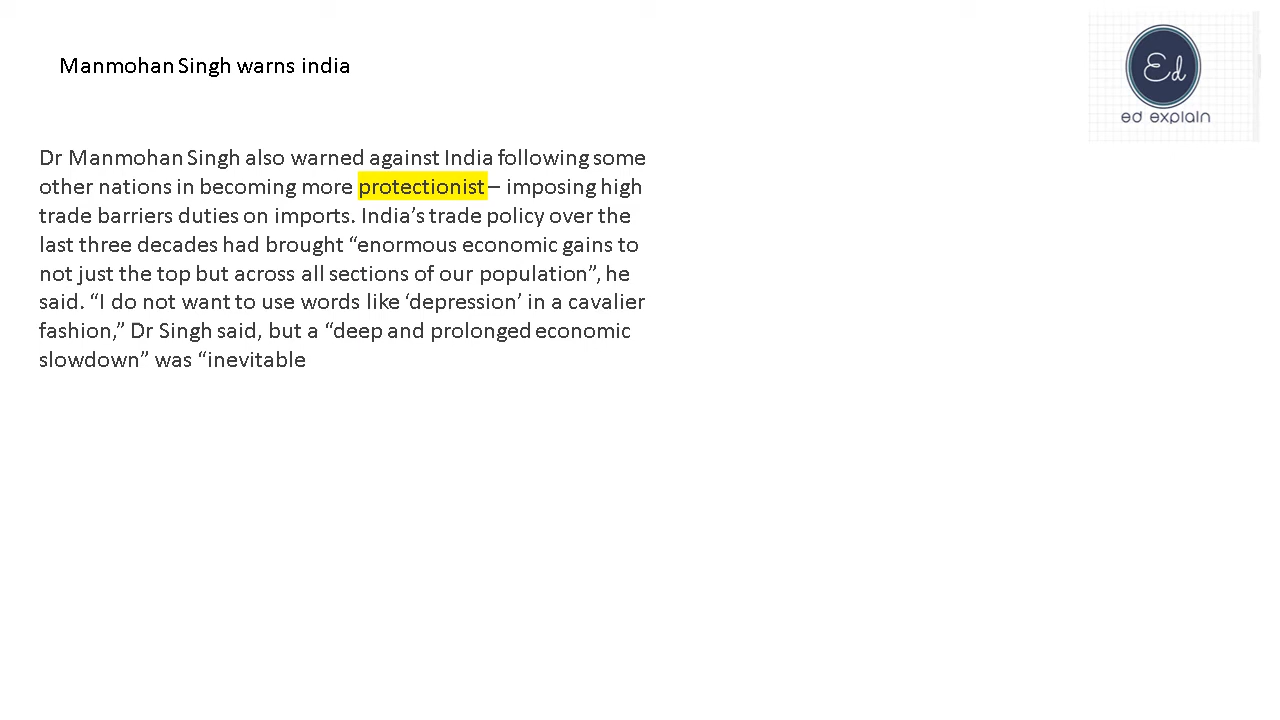 Manmohan Singh warns india
Ed
ed explain
Dr Manmohan Singh also warned against India following some
other nations in becoming more protectionist – imposing high
trade barriers duties on imports. India’s trade policy over the
last three decades had brought “enormous economic gains to
not just the top but across all sections of our population”, he
said. “I do not want to use words like ‘depression’ in a cavalier
fashion,” Dr Singh said, but a “deep and prolonged economic
slowdown” was “inevitable